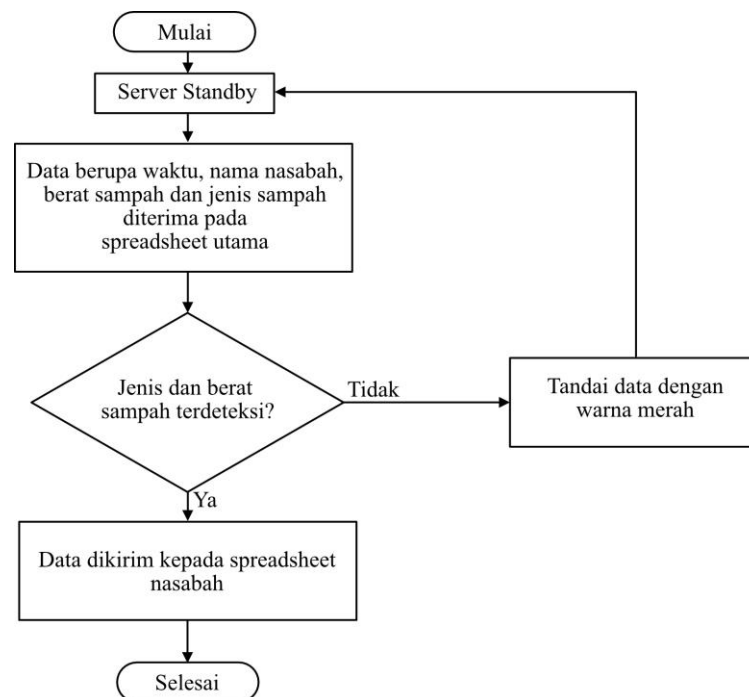 Mulai
Server Standby
Data berupa waktu, nama nasabah,
berat sampah dan jenis sampah
diterima pada
spreadsheet utama
Jenis dan berat
sampah terdeteksi?
Tidak
Tandai data dengan
warna merah
Ya
Data dikirim kepada spreadsheet
nasabah
Selesai